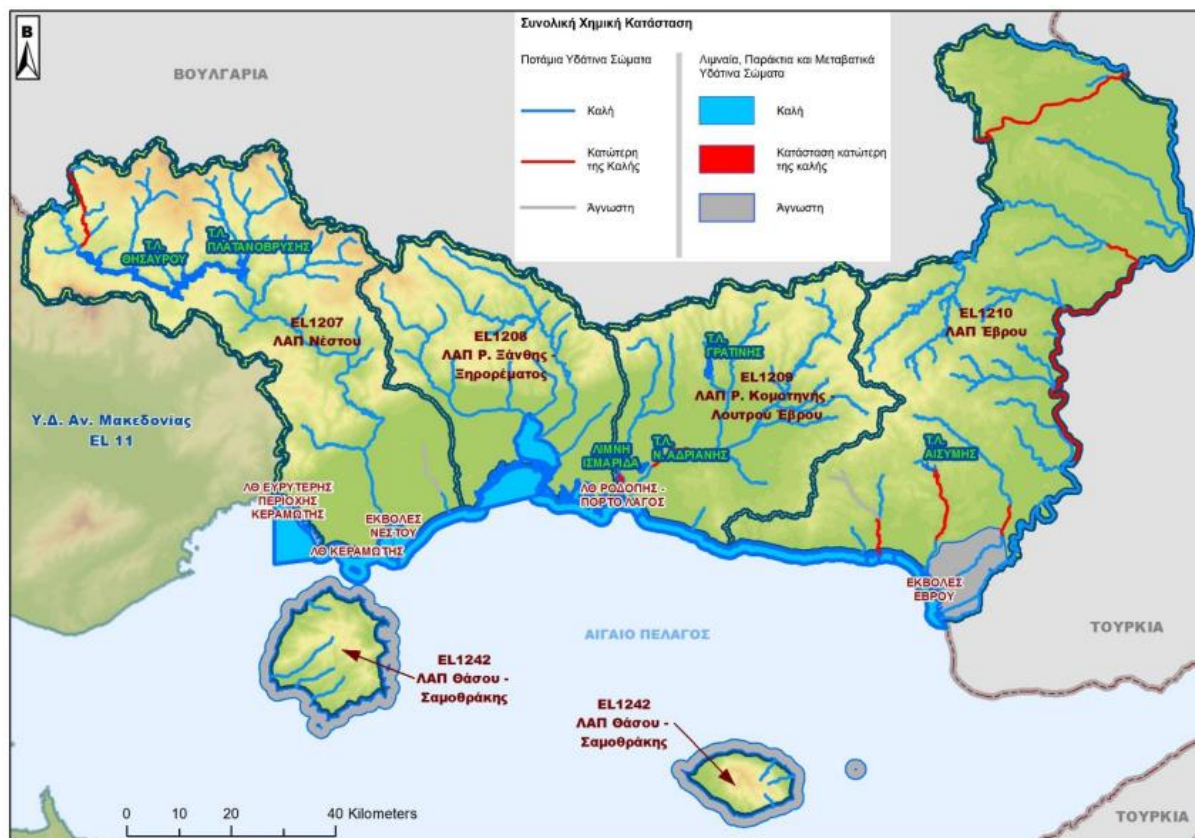 Β
ΒΟΥΛΓΑΡΙΑ
Συνολική Χημική Κατάσταση
Ποτάμια Υδάτινα Σώματα
Καλή
Κατώτερη
της Καλής
Άγνωστη
Λιμναία, Παράκτια και Μεταβατικά
Υδάτινα Σώματα
Καλή
Κατάσταση κατώτερη
της καλής
Άγνωστη
Τ.Λ.
ΘΗΣΑΥΡΟΥ
Τ.Λ.
ΠΛΑΤΑΝΟΒΡΥΣΗΣ
EL1207
ΛΑΠ Νέστου
EL1208
ΛΑΠ Ρ. Ξάνθης -
Ξηρορέματος
Τ.Λ.
ΓΡΑΤΙΝΗΣ
EL1209
ΛΑΠ Ρ. Κομοτηνής -
Λουτρού Έβρου
EL1210
ΛΑΠ Έβρου
Υ.Δ. Αν. Μακεδονίας
EL 11
ΛΙΜΝΗ
ΙΣΜΑΡΙΔΑ
Τ.Λ.
Ν. ΑΔΡΙΑΝΗΣ
Τ.Λ.
ΑΙΣΥΜΗΣ
ΛΘ ΕΥΡΥΤΕΡΗΣ
ΠΕΡΙΟΧΗΣ
ΚΕΡΑΜΩΤΗΣ
ΛΘ ΡΟΔΟΠΗΣ -
ΠΟΡΤΟ ΛΑΓΟΣ
ΕΚΒΟΛΕΣ
ΝΕΣΤΟΥ
ΛΘ ΚΕΡΑΜΩΤΗΣ
ΕΚΒΟΛΕΣ
ΕΒΡΟΥ
ΑΙΓΑΙΟ ΠΕΛΑΓΟΣ
ΤΟΥΡΚΙΑ
EL1242
ΛΑΠ Θάσου -
Σαμοθράκης
EL1242
ΛΑΠ Θάσου -
Σαμοθράκης
0 10 20 40 Kilometers
ΤΟΥΡΚΙΑ